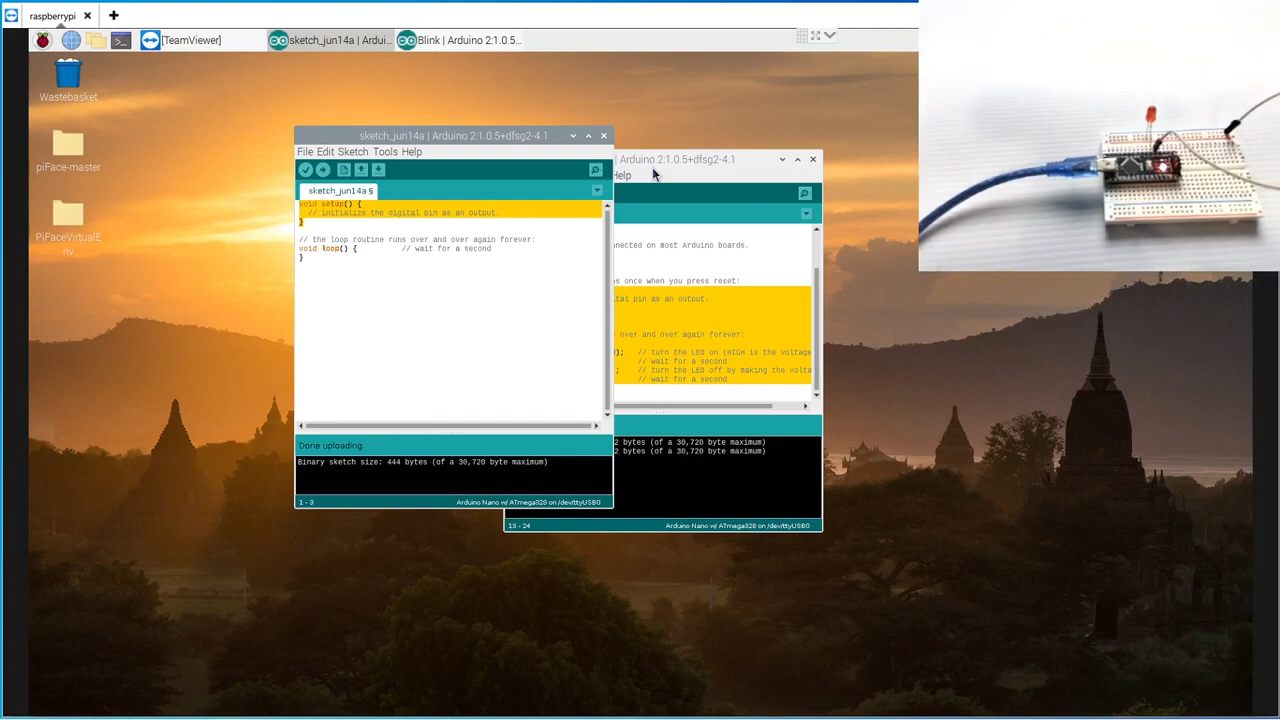 raspberrypi
[TeamViewer]
sketch_jun14a | Ardui...
Blink | Arduino 2:1.0.5...
Wastebasket
piFace-master
PiFaceVirtualE
nv
sketch_jun14a | Arduino 2:1.0.5+dfsg2-4.1
File Edit Sketch Tools Help
sketch_jun14a §
void setup() {
// initialize the digital pin as an output.
}
// the loop routine runs over and over again forever:
void loop() { // wait for a second
}
Done uploading.
Binary sketch size: 444 bytes (of a 30,720 byte maximum)
1 - 3
Arduino Nano w/ ATmega328 on /dev/ttyUSB0
| Arduino 2:1.0.5+dfsg2-4.1
Help
nnected on most Arduino boards.
s once when you press reset:
ital pin as an output.
over and over again forever:
); // turn the LED on (HIGH is the voltage
// wait for a second
; // turn the LED off by making the volta
// wait for a second
2 bytes (of a 30,720 byte maximum)
2 bytes (of a 30,720 byte maximum)
13 - 24
Arduino Nano w/ ATmega328 on /dev/ttyUSB0